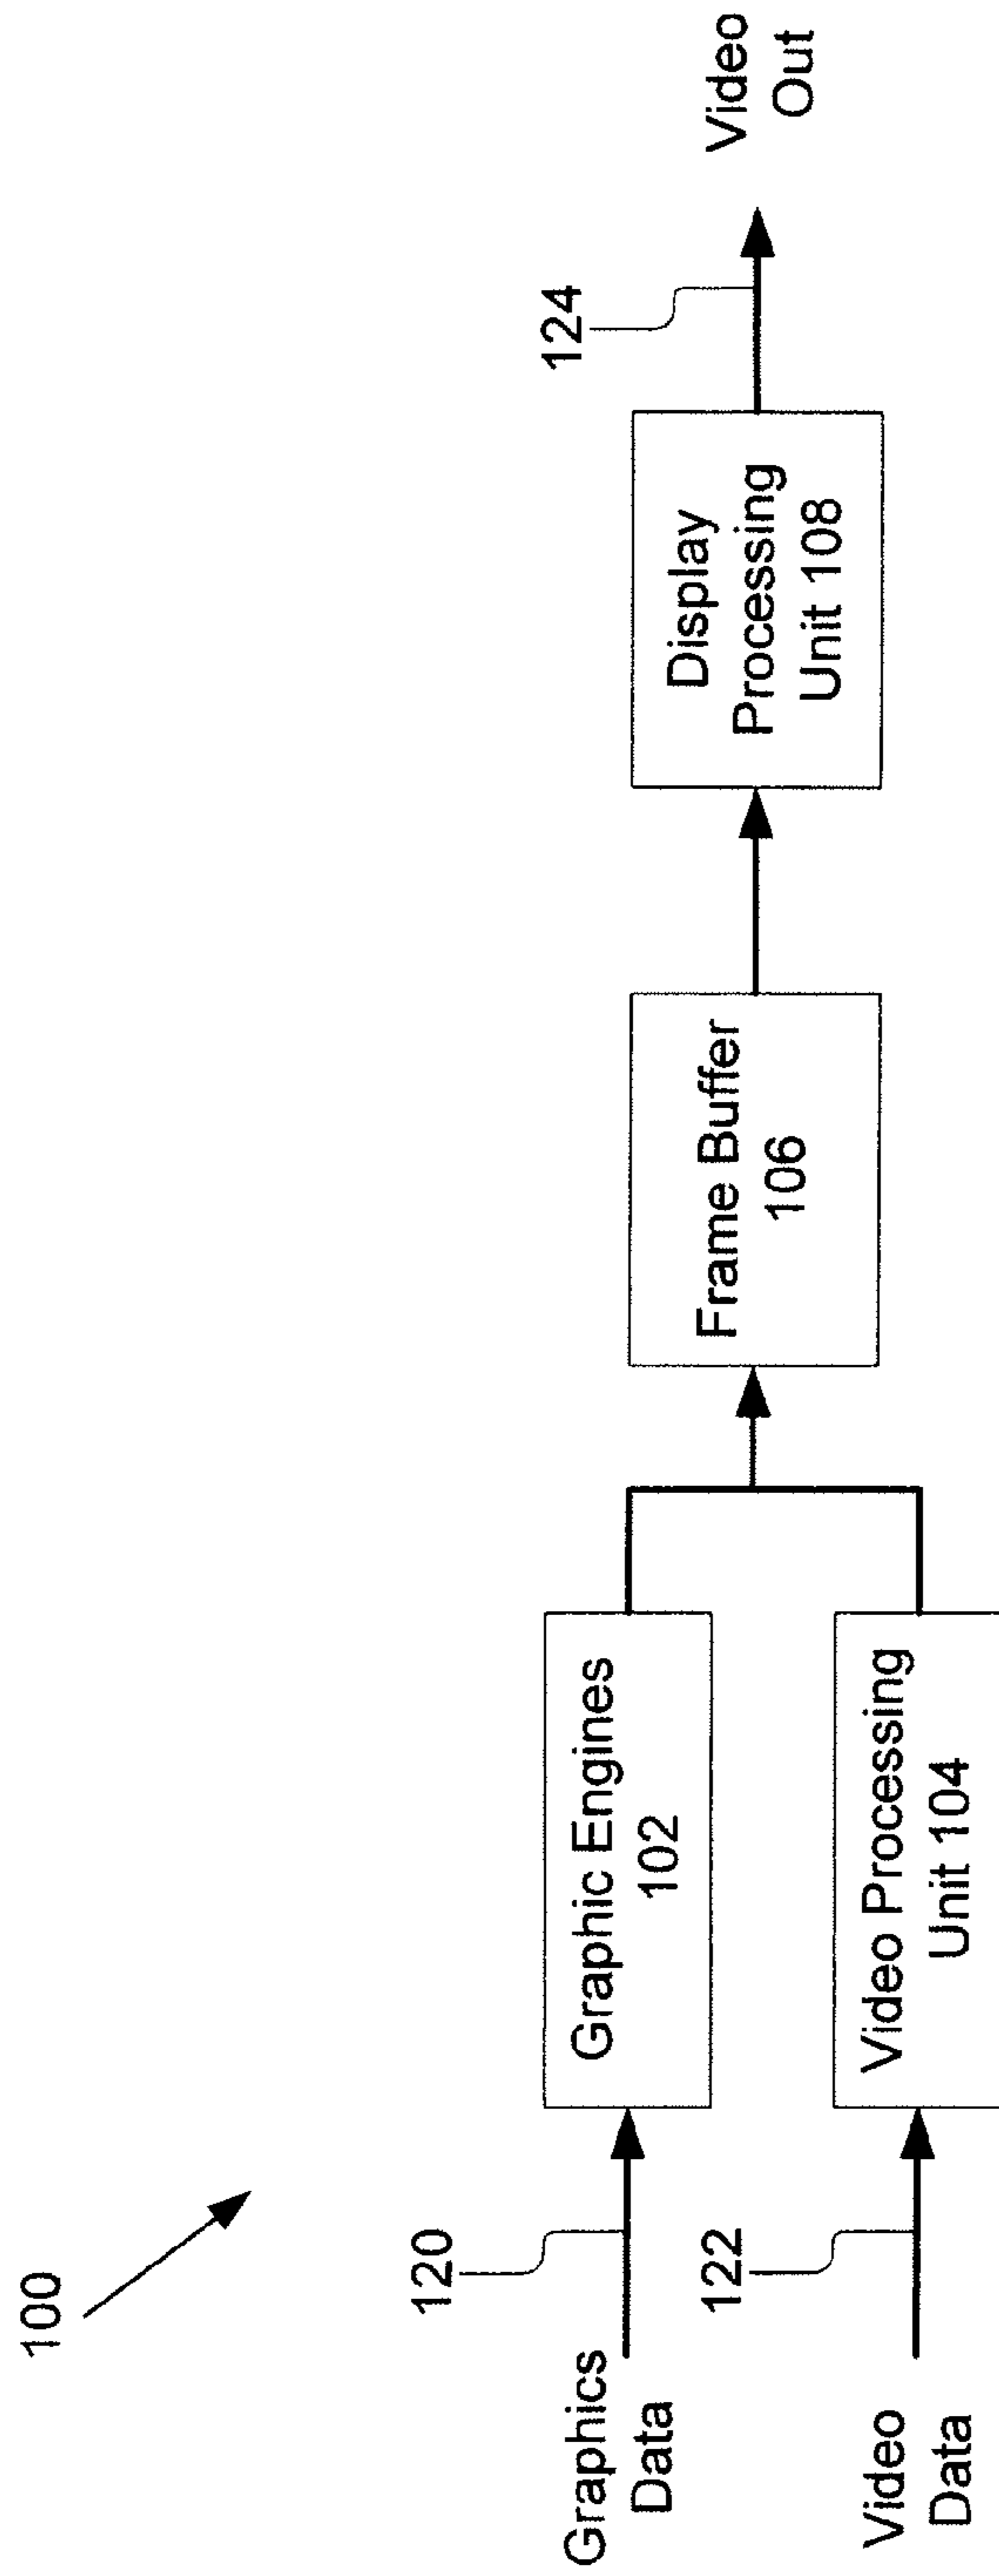 100
Graphics
Data
120
Graphic Engines
102
Video
Data
122
Video Processing
Unit 104
Frame Buffer
106
Display
Processing
Unit 108
124
Video
Out